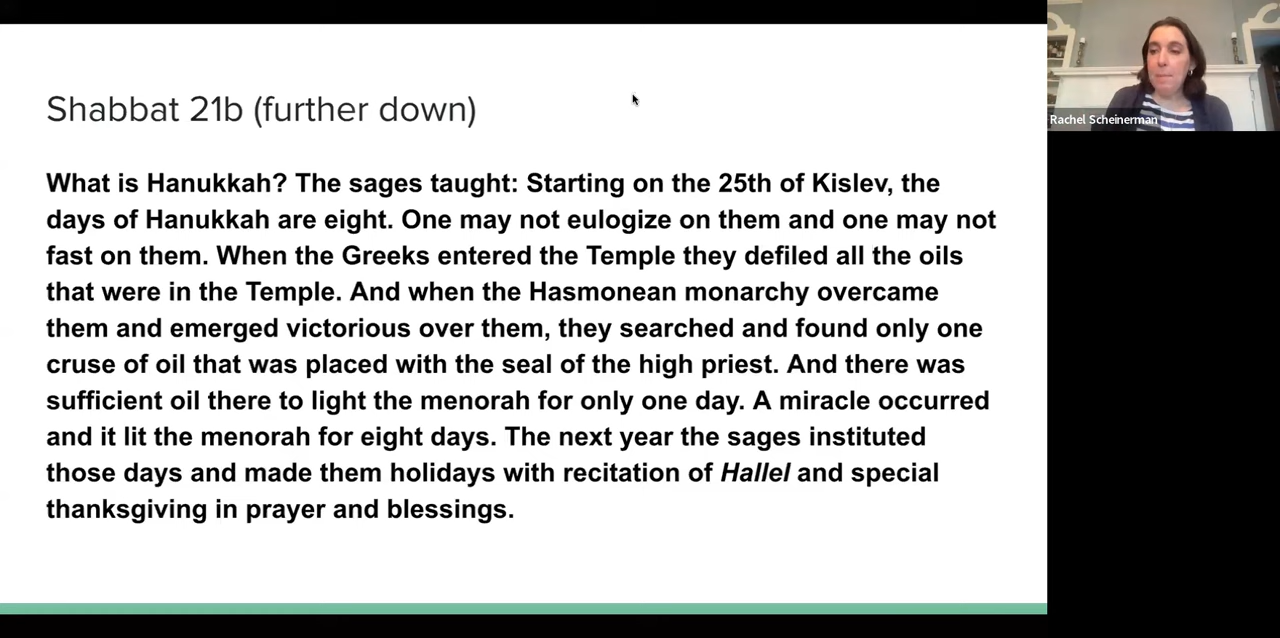 Shabbat 21b (further down)
What is Hanukkah? The sages taught: Starting on the 25th of Kislev, the
days of Hanukkah are eight. One may not eulogize on them and one may not
fast on them. When the Greeks entered the Temple they defiled all the oils
that were in the Temple. And when the Hasmonean monarchy overcame
them and emerged victorious over them, they searched and found only one
cruse of oil that was placed with the seal of the high priest. And there was
sufficient oil there to light the menorah for only one day. A miracle occurred
and it lit the menorah for eight days. The next year the sages instituted
those days and made them holidays with recitation of Hallel and special
thanksgiving in prayer and blessings.
Rachel Scheinerman